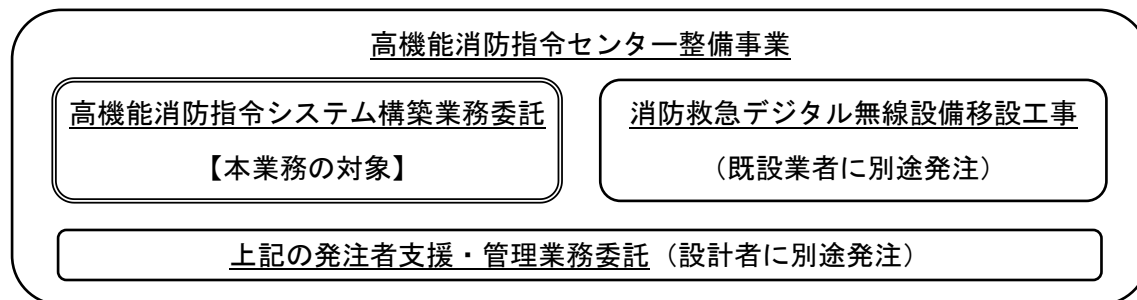 高機能消防指令センター整備事業
高機能消防指令システム構築業務委託
【本業務の対象】
消防救急デジタル無線設備移設工事
（既設業者に別途発注）
上記の発注者支援・管理業務委託（設計者に別途発注）